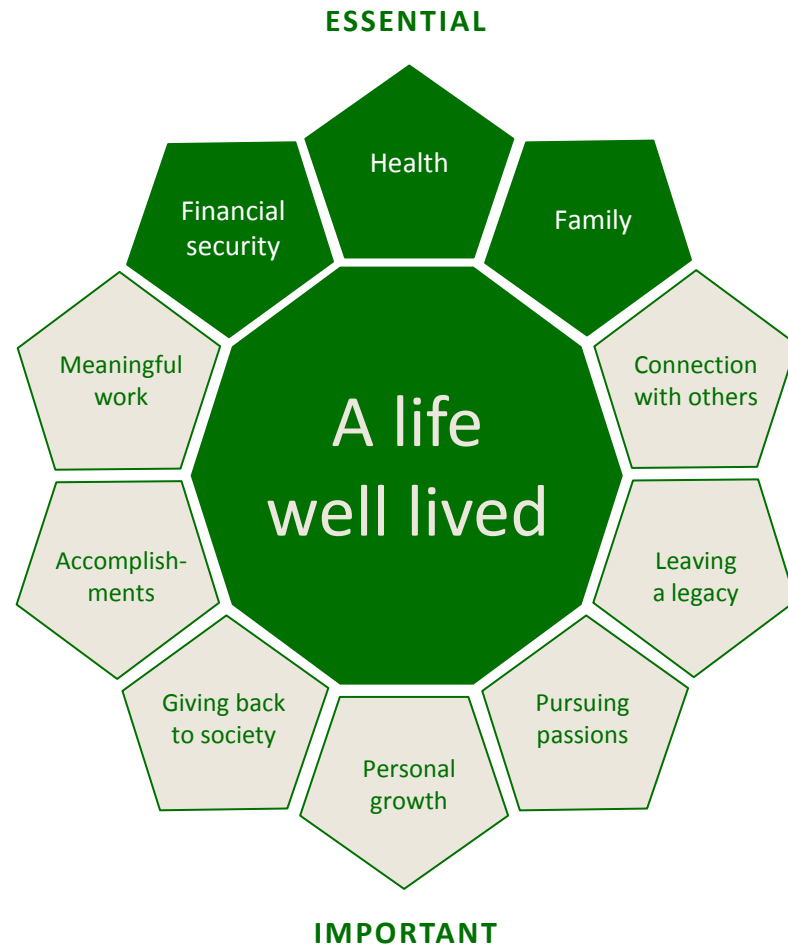 ESSENTIAL
Health
Financial
security
Family
Meaningful
work
Connection
with others
A life
well lived
Accomplish-
ments
Leaving
a legacy
Giving back
to society
Pursuing
passions
Personal
growth
IMPORTANT